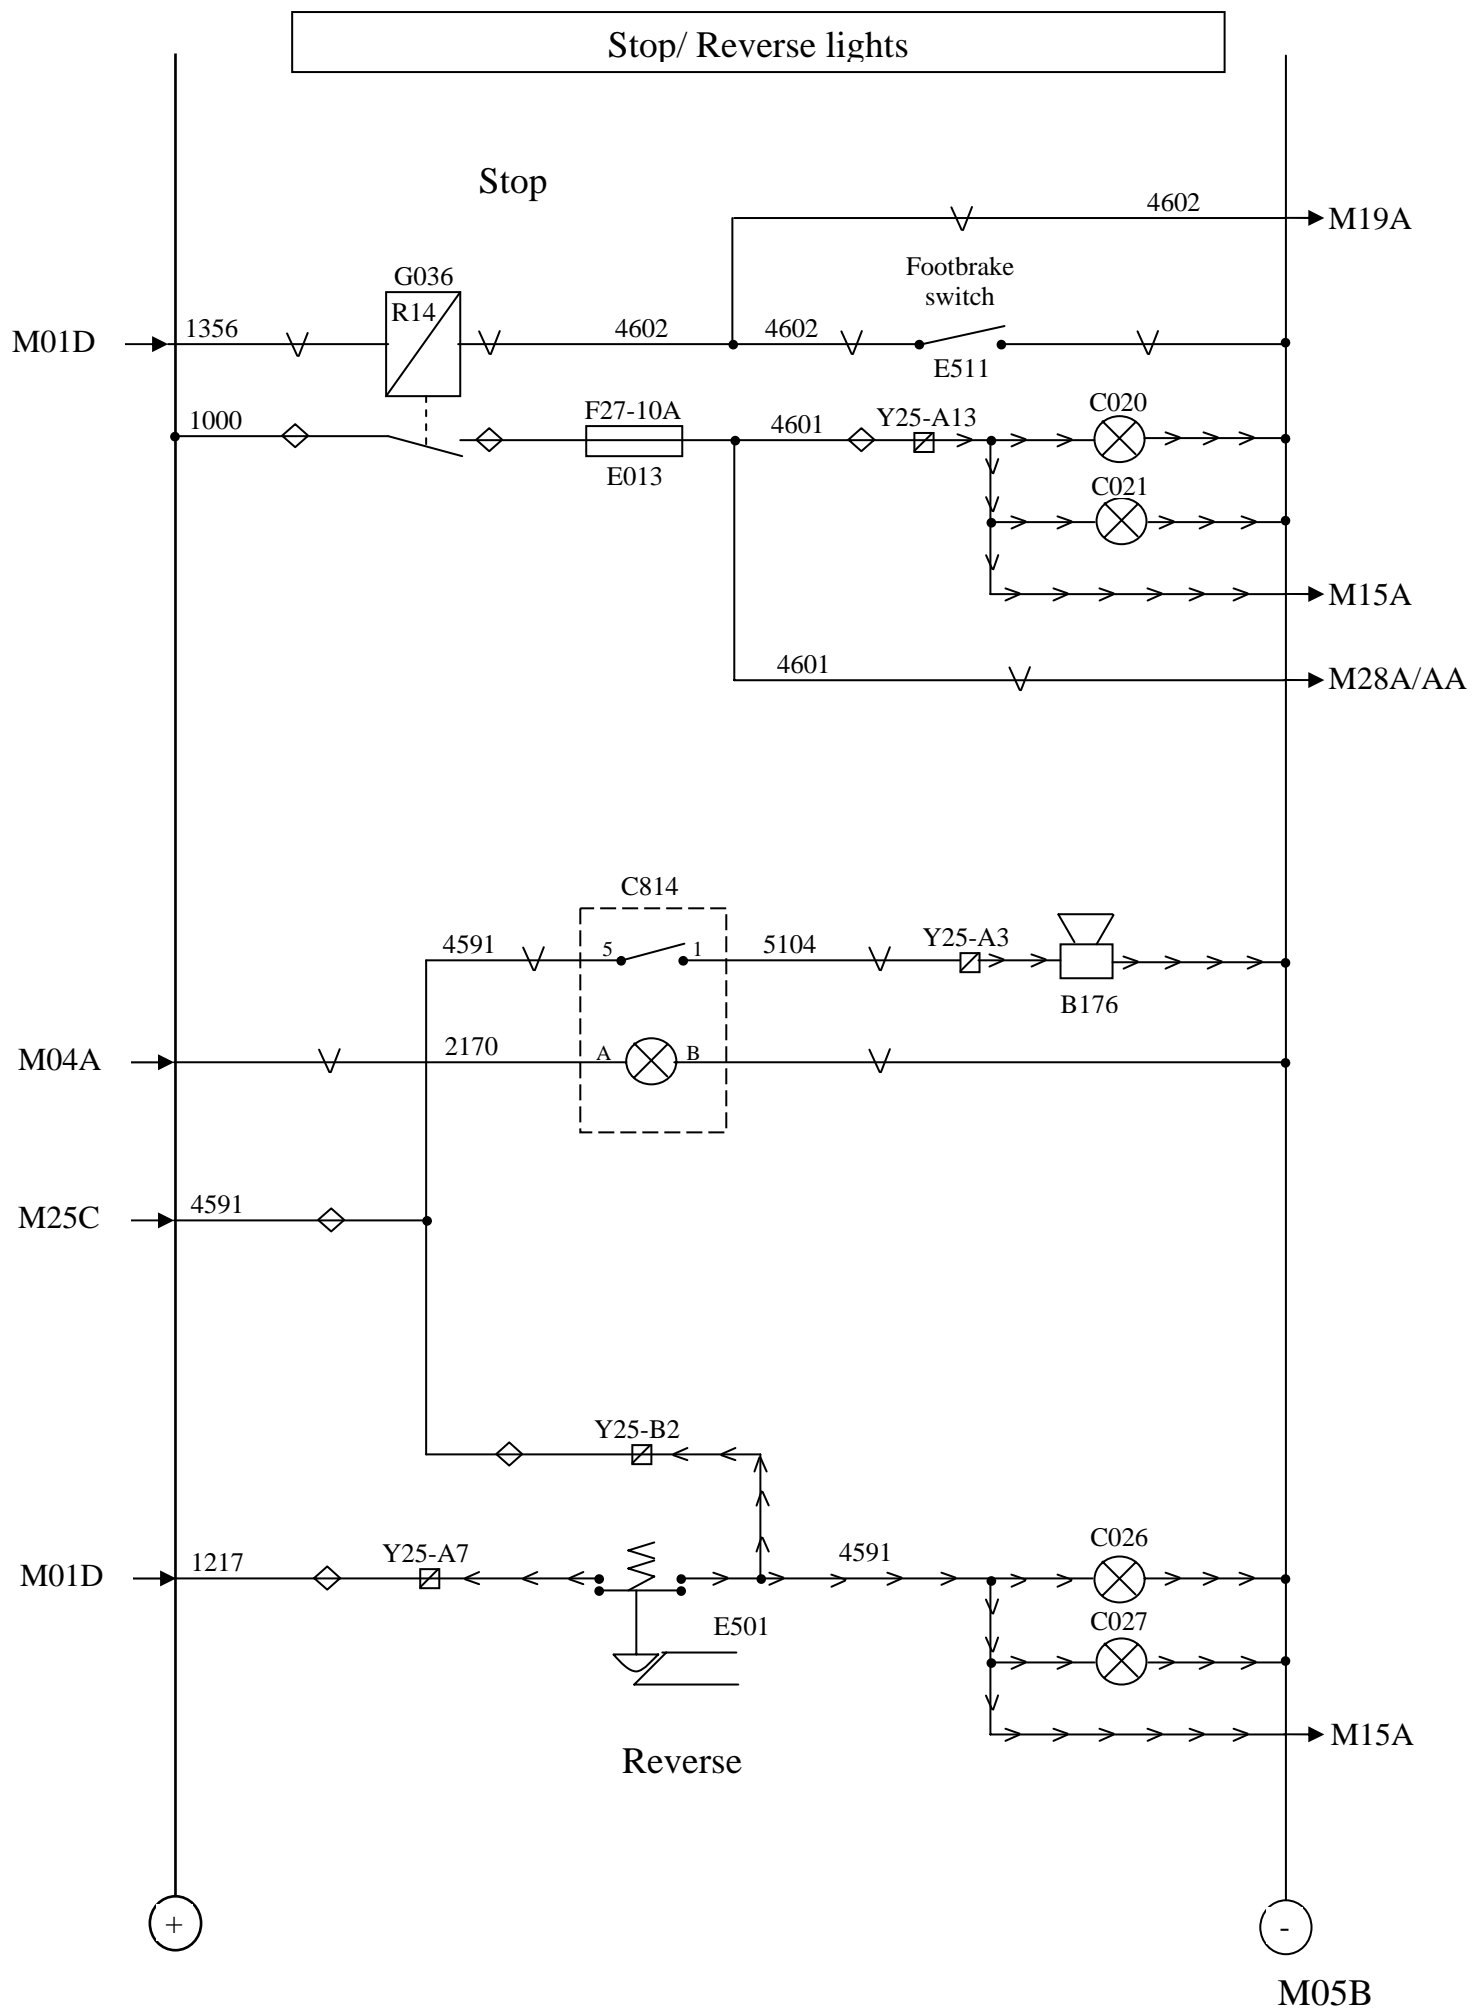 Stop/ Reverse lights
Stop
4602
M19A
Footbrake
switch
G036
R14
M01D
1356
4602
4602
E511
1000
F27-10A
E013
4601
Y25-A13
C020
C021
M15A
4601
M28A/AA
C814
4591
5
1
5104
Y25-A3
B176
M04A
2170
A
B
M25C
4591
Y25-B2
M01D
1217
Y25-A7
4591
C026
E501
C027
M15A
Reverse
+
-
M05B